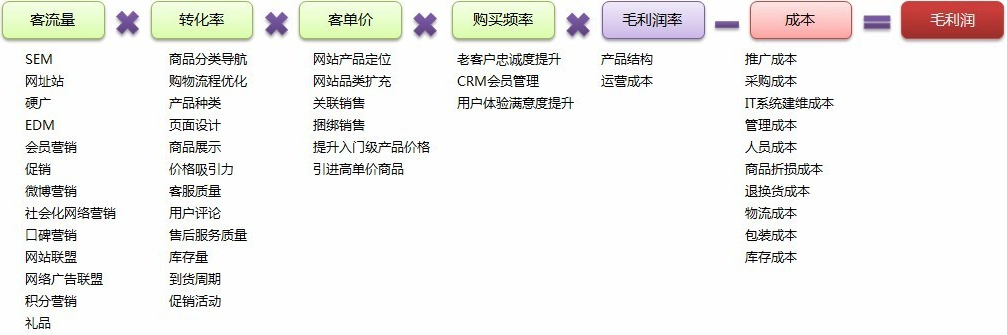 客流量
转化率
客单价
购买频率
毛利润率
成本
毛利润
SEM
网址站
硬广
EDM
会员营销
促销
微博营销
社会化网络营销
口碑营销
网站联盟
网络广告联盟
积分营销
礼品
商品分类导航
购物流程优化
产品种类
页面设计
商品展示
价格吸引力
客服质量
用户评论
售后服务质量
库存量
到货周期
促销活动
网站产品定位
网站品类扩充
关联销售
捆绑销售
提升入门级产品价格
引进高单价商品
老客户忠诚度提升
CRM会员管理
用户体验满意度提升
产品结构
运营成本
推广成本
采购成本
IT系统建维成本
管理成本
人员成本
商品折损成本
退换货成本
物流成本
包装成本
库存成本